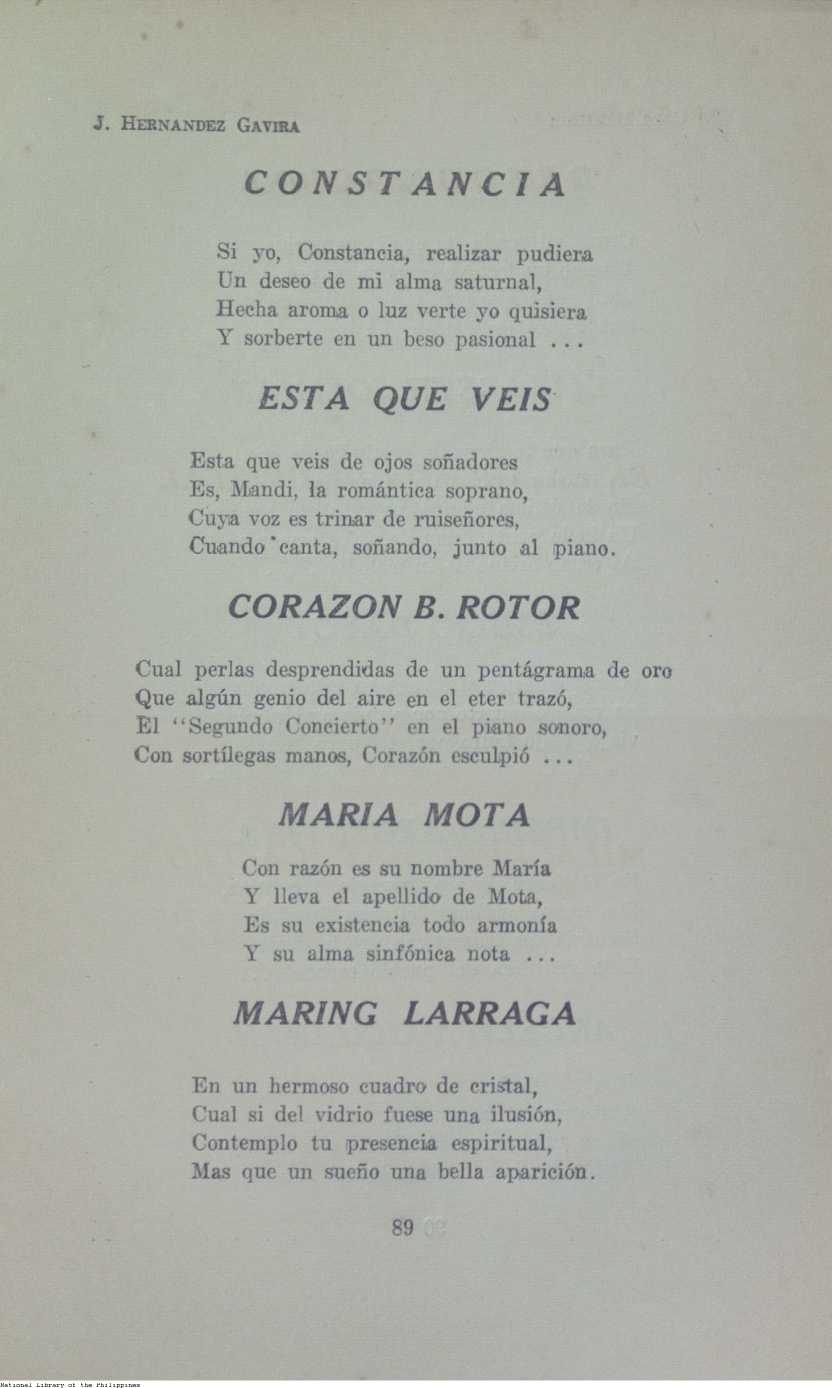 J. HERNANDEZ GAVIRA
CONSTANCIA
Si yo, Constancia, realizar pudiera
Un deseo de mi alma saturnal,
Hecha aroma o luz verte yo quisiera
Y sorberte en un beso pasional ...
ESTA QUE VEIS
Esta que veis de ojos soñadores
Es, Mandi, la romántica soprano,
Cuya voz es trinar de ruiseñores,
Cuando canta, soñando, junto al piano.
CORAZON B. ROTOR
Cual perlas desprendidas de un pentágrama de oro
Que algún genio del aire en el eter trazó,
El "Segundo Concierto" en el piano sonoro,
Con sortílegas manos, Corazón esculpió ...
MARIA MOTA
Con razón es su nombre María
Y lleva el apellido de Mota,
Es su existencia todo armonía
Y su alma sinfónica nota ...
MARING LARRAGA
En un hermoso cuadro de cristal,
Cual si del vidrio fuese una ilusión,
Contemplo tu presencia espiritual,
Mas que un sueño una bella aparición.
89
National Library of the Philippines